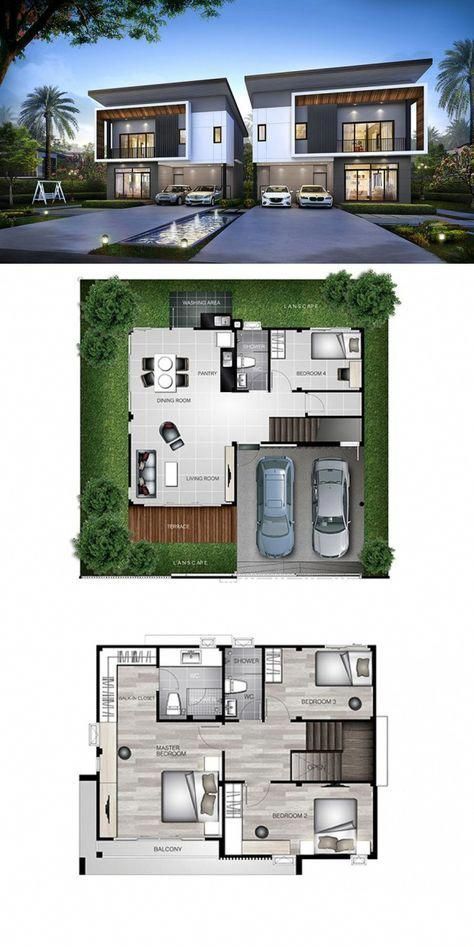 WASHING AREA
LANSCAPE
SHOWER
PANTRY
BEDROOM 4
DINING ROOM
LIVING ROOM
TERRACE
LANSCAPE
SHOWER
WC
WALK-IN CLOSET
WC
BEDROOM 3
SHOWER
MASTER
BEDROOM
OPEN
BEDROOM 2
BALCONY